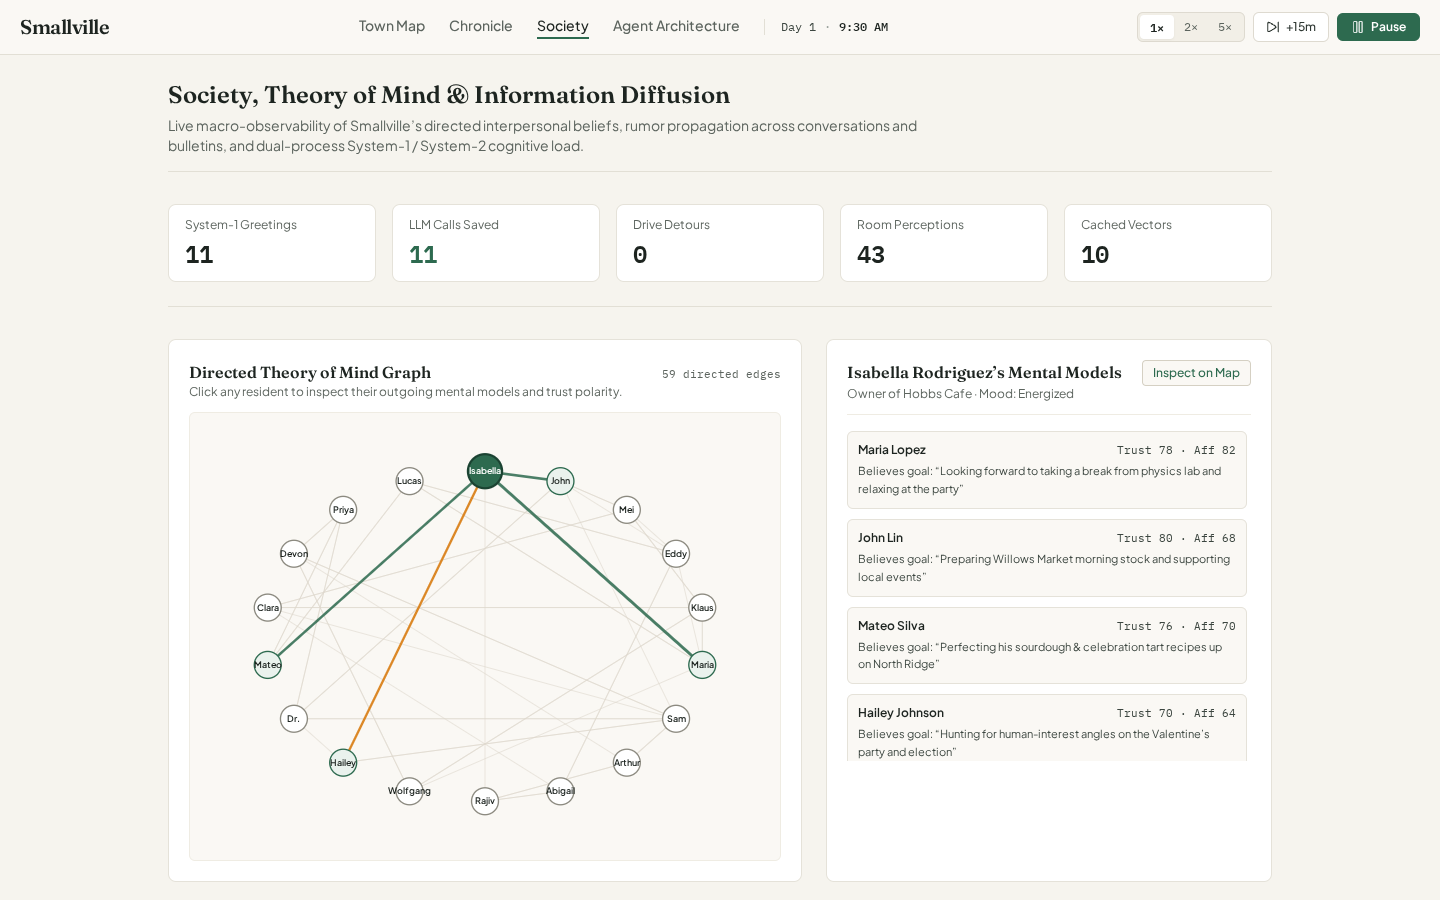 Smallville
Town Map
Chronicle
Society
Agent Architecture
Day 1 · 9:30 AM
1×
2×
5×
+15m
Pause
Society, Theory of Mind & Information Diffusion
Live macro-observability of Smallville’s directed interpersonal beliefs, rumor propagation across conversations and
bulletins, and dual-process System-1 / System-2 cognitive load.
System-1 Greetings
11
LLM Calls Saved
11
Drive Detours
0
Room Perceptions
43
Cached Vectors
10
Directed Theory of Mind Graph
59 directed edges
Click any resident to inspect their outgoing mental models and trust polarity.
Isabella
Lucas
John
Priya
Mei
Devon
Eddy
Clara
Klaus
Mateo
Maria
Dr.
Sam
Hailey
Arthur
Wolfgang
Abigail
Rajiv
Isabella Rodriguez’s Mental Models
Inspect on Map
Owner of Hobbs Cafe · Mood: Energized
Maria Lopez
Trust 78 · Aff 82
Believes goal: “Looking forward to taking a break from physics lab and
relaxing at the party”
John Lin
Trust 80 · Aff 68
Believes goal: “Preparing Willows Market morning stock and supporting
local events”
Mateo Silva
Trust 76 · Aff 70
Believes goal: “Perfecting his sourdough & celebration tart recipes up
on North Ridge”
Hailey Johnson
Trust 70 · Aff 64
Believes goal: “Hunting for human-interest angles on the Valentine’s
party and election”